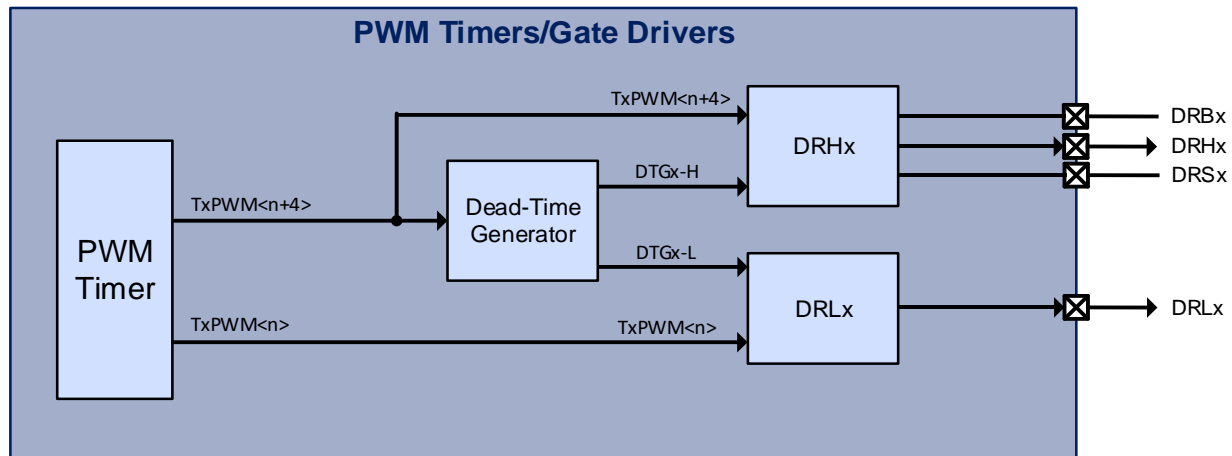 PWM Timers/Gate Drivers
TxPWM<n+4>
DRBx
DRHx
DRHx
DRSx
DTGx-H
TxPWM<n+4>
Dead-Time
Generator
PWM
Timer
DTGx-L
DRLx
DRLx
TxPWM<n>
TxPWM<n>